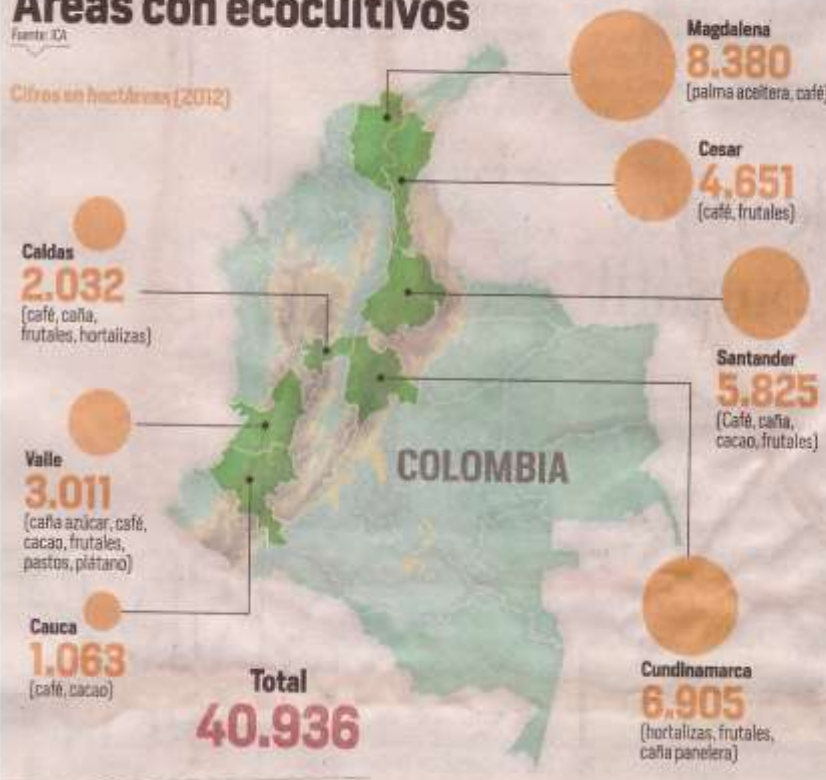 Áreas con ecocultivos
Fuente: ICA
Cifras en hectáreas (2012)
Magdalena
8.380
(palma aceitera, café)
Cesar
4.651
(café, frutales)
Caldas
2.032
(café, caña,
frutales, hortalizas)
Santander
5.825
(Café, caña,
cacao, frutales)
Valle
3.011
(caña azúcar, café,
cacao, frutales,
pastos, plátano)
COLOMBIA
Cauca
1.063
(café, cacao)
Total
40.936
Cundinamarca
6.905
(hortalizas, frutales,
caña panelera)